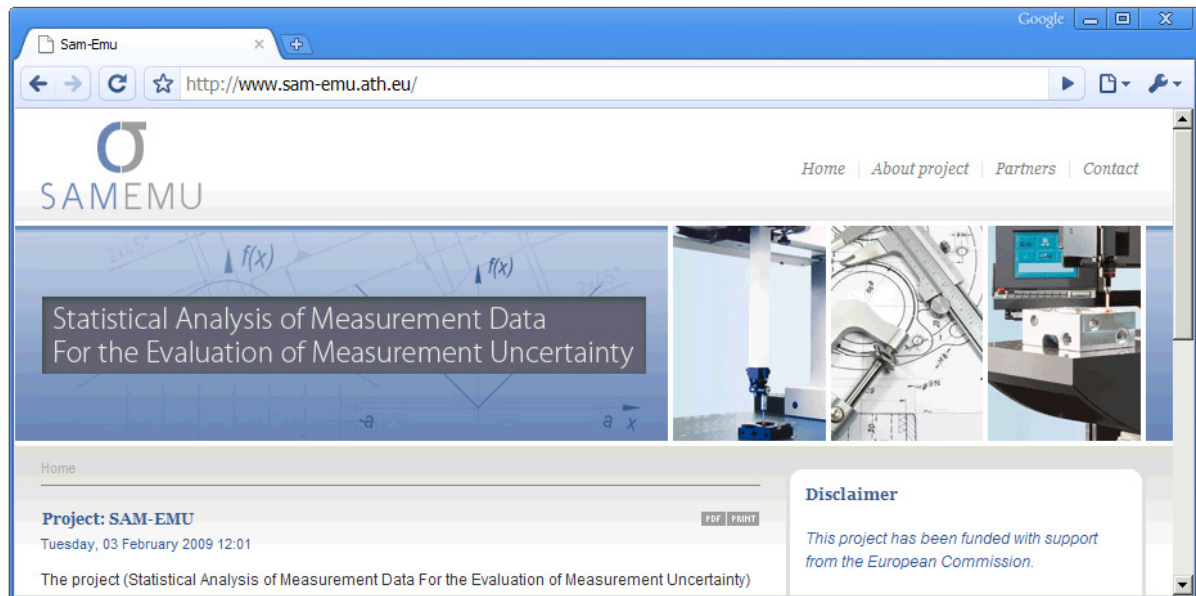 Google
Sam-Emu
http://www.sam-emu.ath.eu/
SAMEMU
Home | About project | Partners | Contact
2x45°
f(x)
f(x)
2x45°
Statistical Analysis of Measurement Data
For the Evaluation of Measurement Uncertainty
-a
a x
Home
Project: SAM-EMU
PDF PRINT
Tuesday, 03 February 2009 12:01
The project (Statistical Analysis of Measurement Data For the Evaluation of Measurement Uncertainty)
Disclaimer
This project has been funded with support
from the European Commission.